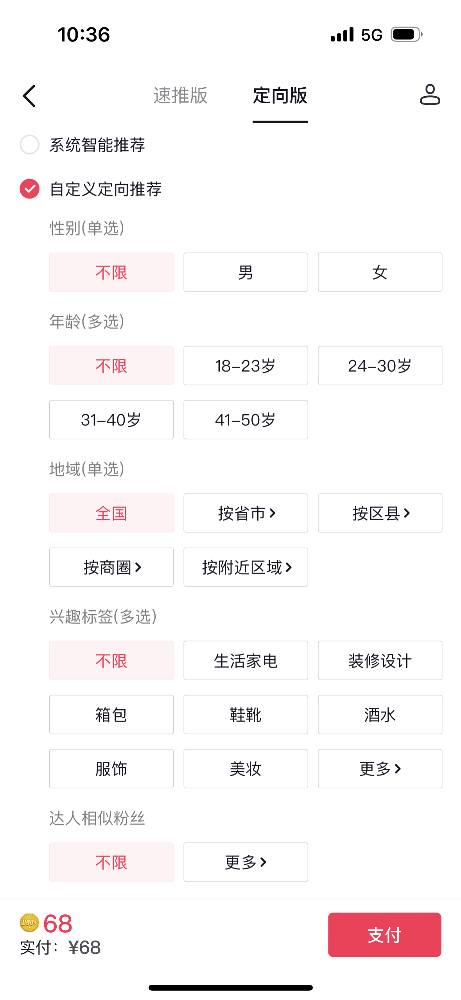 10:36 5G
速推版 定向版
系统智能推荐
自定义定向推荐
性别(单选)
不限 男 女
年龄(多选)
不限 18-23岁 24-30岁
31-40岁 41-50岁
地域(单选)
全国 按省市 按区县
按商圈 按附近区域
兴趣标签(多选)
不限 生活家电 装修设计
箱包 鞋靴 酒水
服饰 美妆 更多
达人相似粉丝
不限 更多
DOU+ 68
实付：¥68
支付